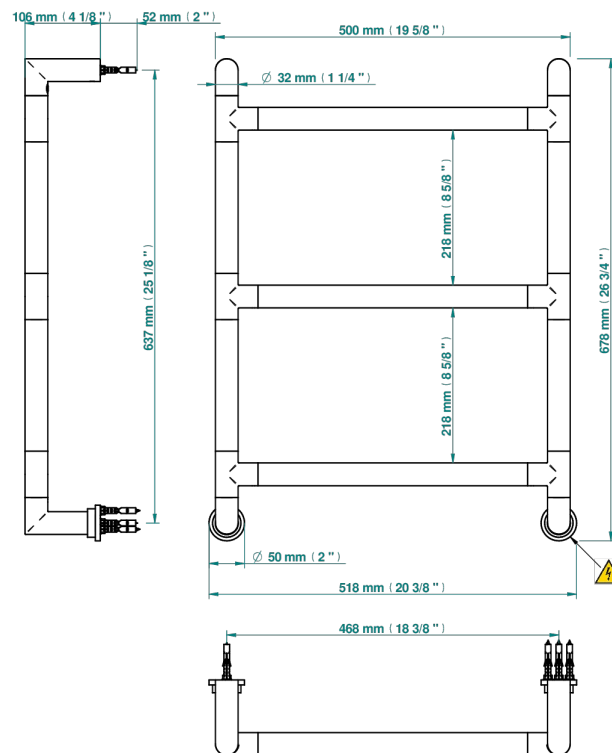 106 mm ( 4 1/8 " )
52 mm ( 2 " )
500 mm ( 19 5/8 " )
∅ 32 mm ( 1 1/4 " )
218 mm ( 8 5/8 " )
637 mm ( 25 1/8 " )
678 mm ( 26 3/4 " )
218 mm ( 8 5/8 " )
∅ 50 mm ( 2 " )
518 mm ( 20 3/8 " )
468 mm ( 18 3/8 " )